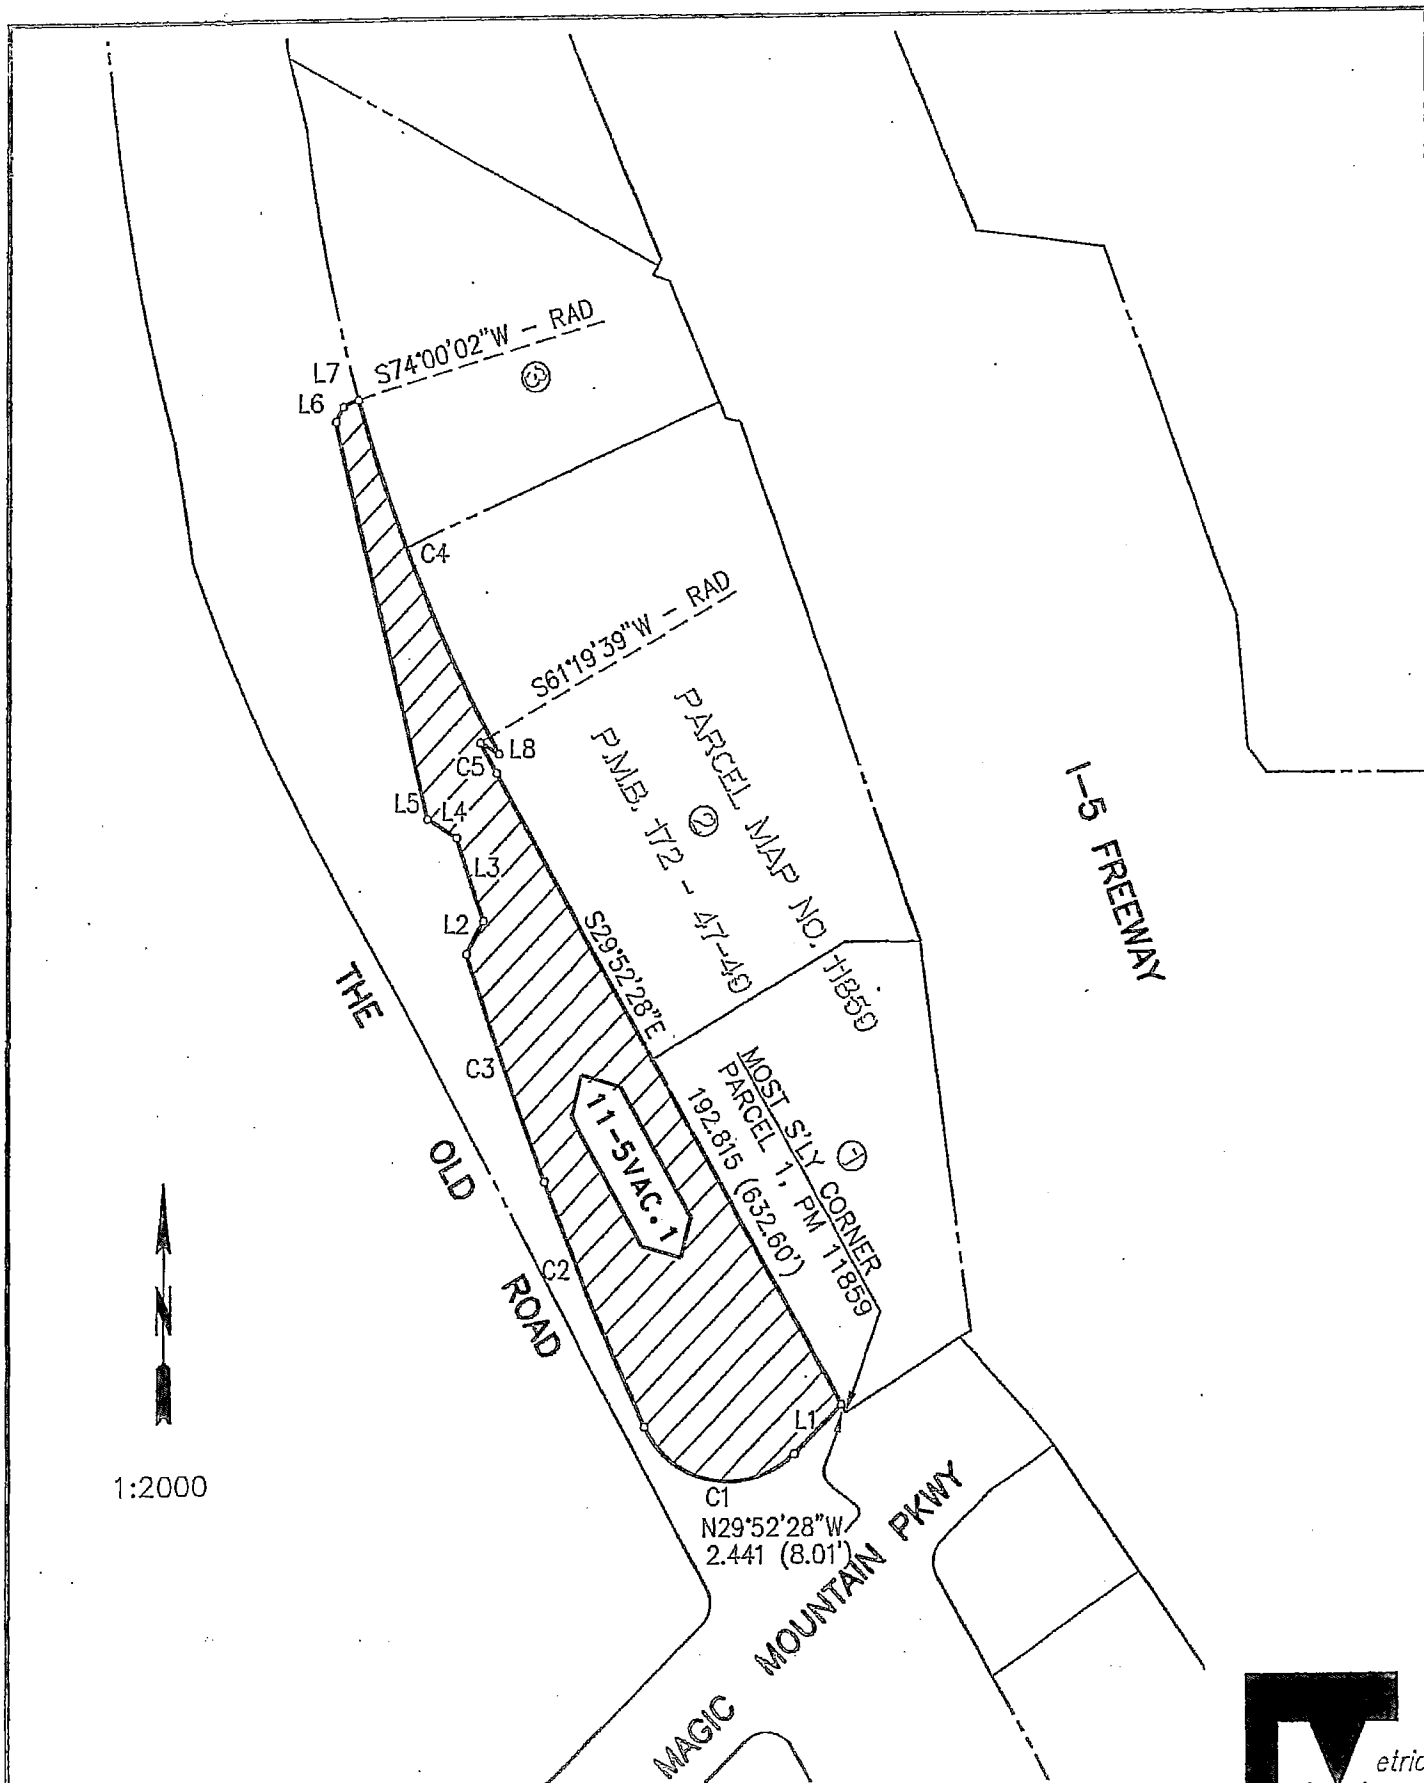 S74°00'02"W - RAD
L7
L6
③
C4
S61°19'39"W - RAD
L8
C5
L5
L4
L3
L2
PARCEL MAP NO. 11859
P.M.B. 172 - 47-49
②
I-5 FREEWAY
S29°52'28"E
192.815 (632.60')
THE
OLD
ROAD
C3
C2
11-5VAC.1
MOST S'LY CORNER
PARCEL 1, PM 11859
①
N
1:2000
L1
C1
N29°52'28"W
2.441 (8.01')
MAGIC MOUNTAIN PKWY
etric